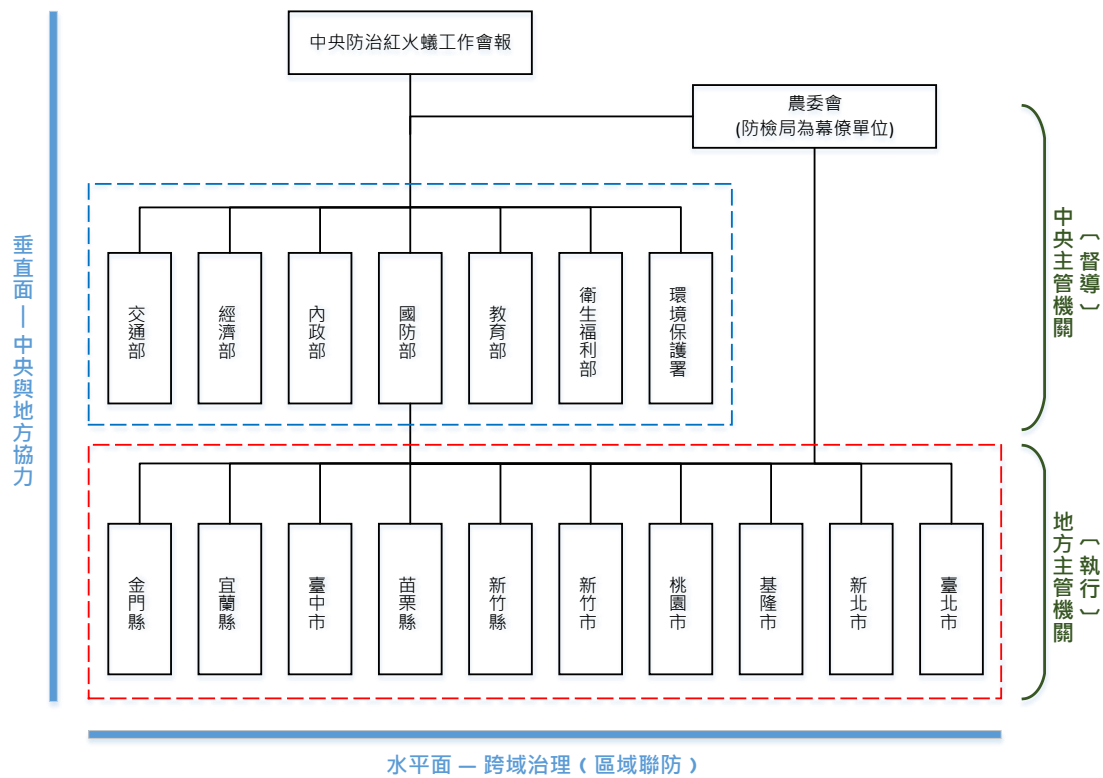 中央防治紅火蟻工作會報
農委會
(防檢局為幕僚單位)
交通部
經濟部
內政部
國防部
教育部
衛生福利部
環境保護署
金門縣
宜蘭縣
臺中市
苗栗縣
新竹縣
新竹市
桃園市
基隆市
新北市
臺北市
垂直面—中央與地方協力
水平面 — 跨域治理（區域聯防）
〔督導〕
中央主管機關
〔執行〕
地方主管機關